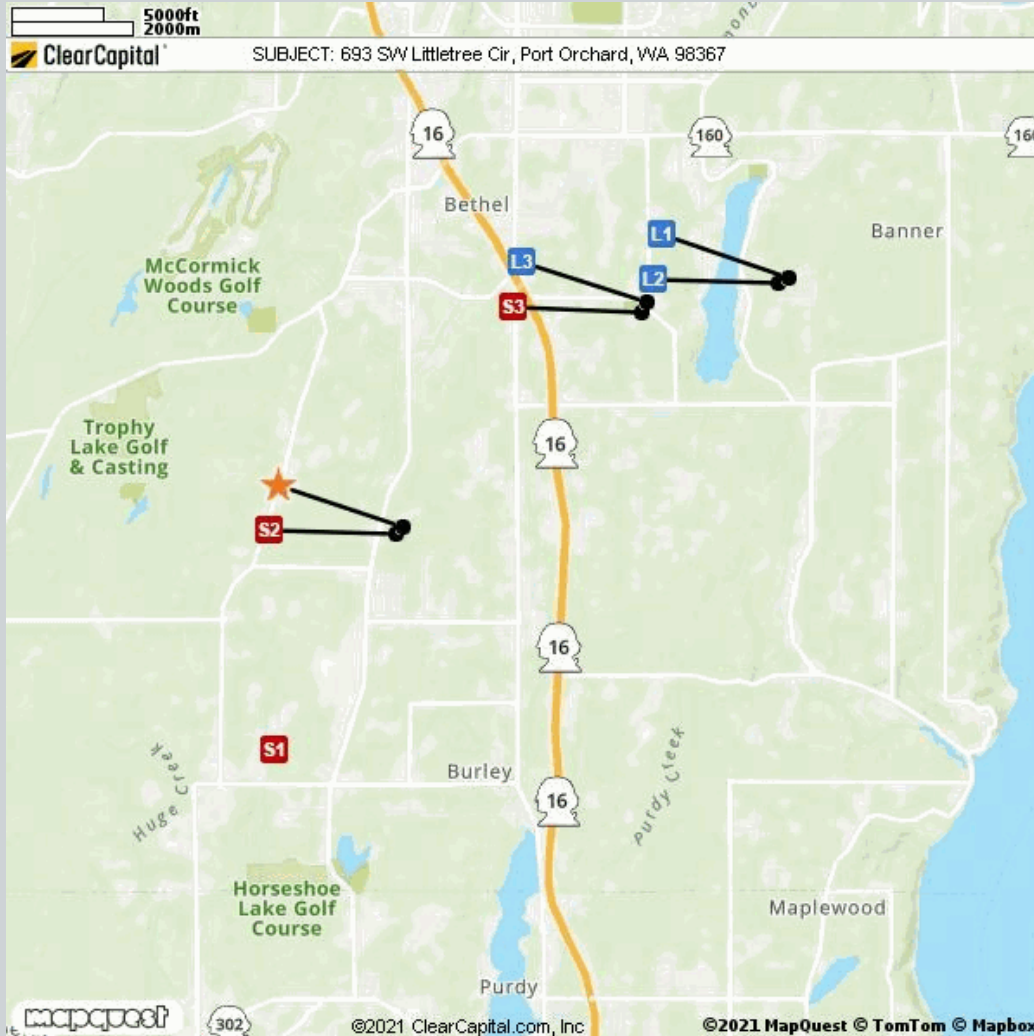 5000ft
2000m
ClearCapital
SUBJECT: 693 SW Littletree Cir, Port Orchard, WA 98367
16
160
Bethel
L1
Banner
L3
McCormick
Woods Golf
Course
L2
S3
Trophy
Lake Golf
& Casting
16
S2
16
S1
Huge Creek
Burley
Purdy Creek
16
Horseshoe
Lake Golf
Course
Maplewood
Purdy
mapquest
302
©2021 ClearCapital.com, Inc
©2021 MapQuest © TomTom © Mapbox